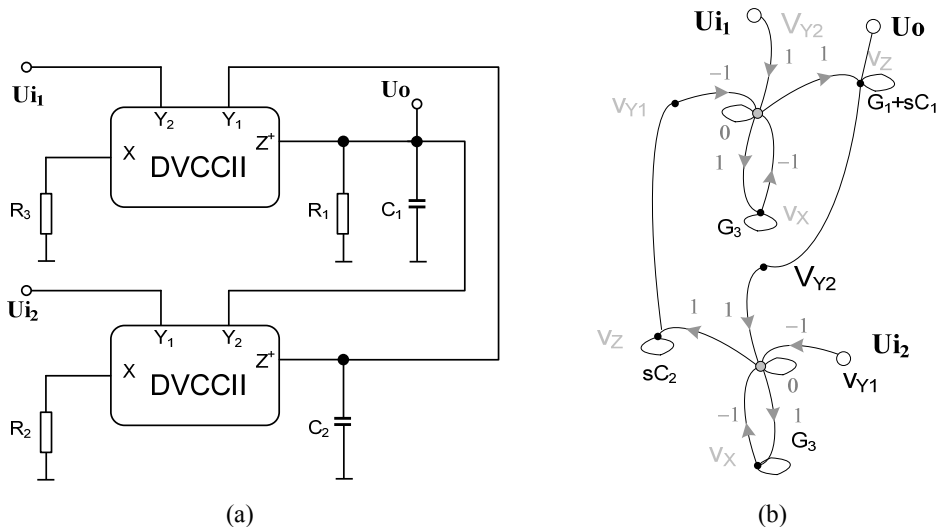 Ui1
Uo
Y2 Y1
X
Z+
DVCCII
R3
R1
C1
Ui2
Y1 Y2
X
Z+
DVCCII
R2
C2
(a)
Ui1
VY2
Uo
1
1
-1
VZ
VY1
G1+sC1
0
1
-1
G3
VX
VY2
1
1
-1
Ui2
VZ
sC2
VY1
0
-1
1
G3
VX
(b)